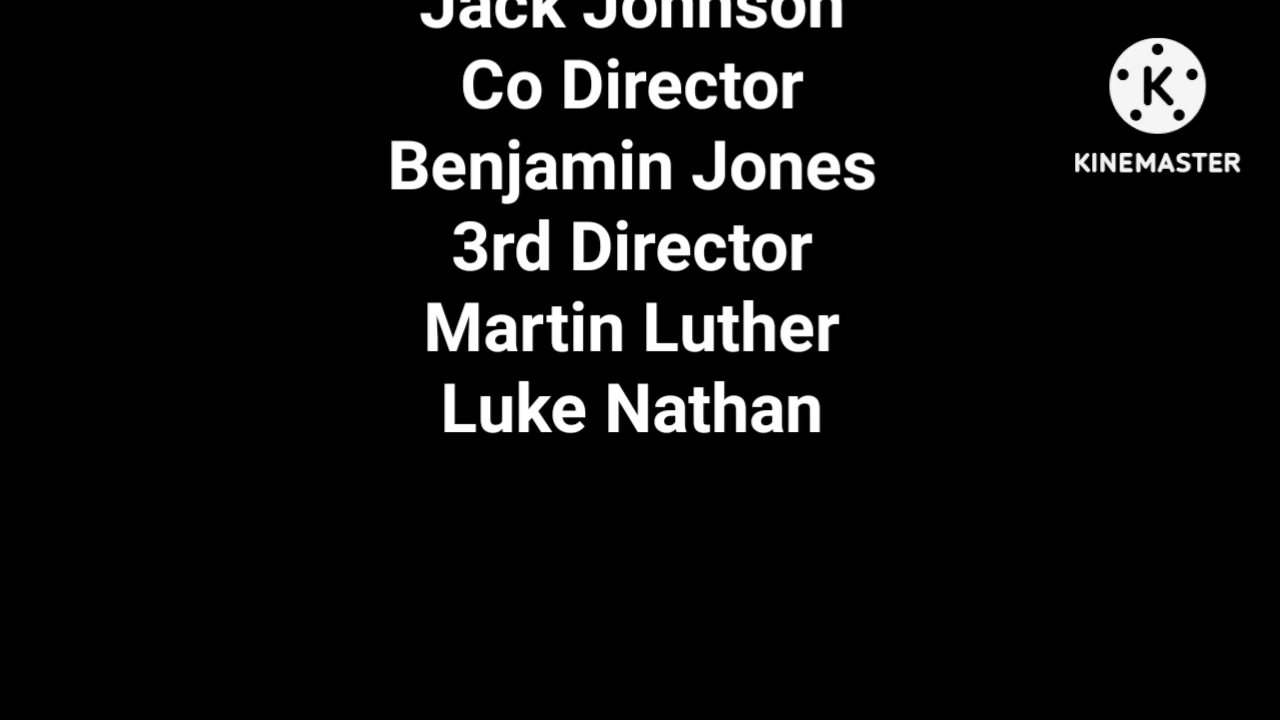 Jack Johnson
Co Director
Benjamin Jones
3rd Director
Martin Luther
Luke Nathan
K
KINEMASTER